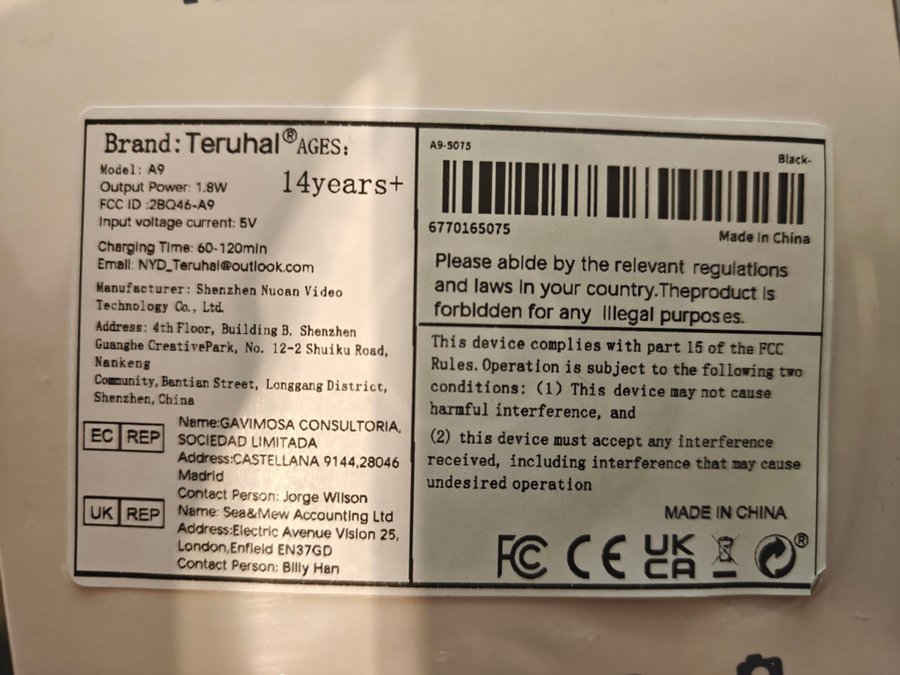 Brand: Teruhal® AGES:
14years+
Model: A9
Output Power: 1.8W
FCC ID :2BQ46-A9
Input voltage current: 5V
Charging Time: 60-120min
Email: NYD_Teruhal@outlook.com
Manufacturer: Shenzhen Nuoan Video
Technology Co., Ltd.
Address: 4th Floor, Building B, Shenzhen
Guanghe CreativePark, No. 12-2 Shuiku Road,
Nankeng
Community, Bantian Street, Longgang District,
Shenzhen, China
EC REP
Name:GAVIMOSA CONSULTORIA,
SOCIEDAD LIMITADA
Address:CASTELLANA 9144,28046
Madrid
Contact Person: Jorge Wilson
UK REP
Name: Sea&Mew Accounting Ltd
Address:Electric Avenue Vision 25,
London,Enfield EN37GD
Contact Person: Billy Han
A9-5075
Black-
6770165075
Made in China
Please abide by the relevant regulations
and laws in your country.Theproduct is
forbidden for any illegal purposes.
This device complies with part 15 of the FCC
Rules. Operation is subject to the following two
conditions: (1) This device may not cause
harmful interference, and
(2) this device must accept any interference
received, including interference that may cause
undesired operation
MADE IN CHINA
FC CE UK CA ®